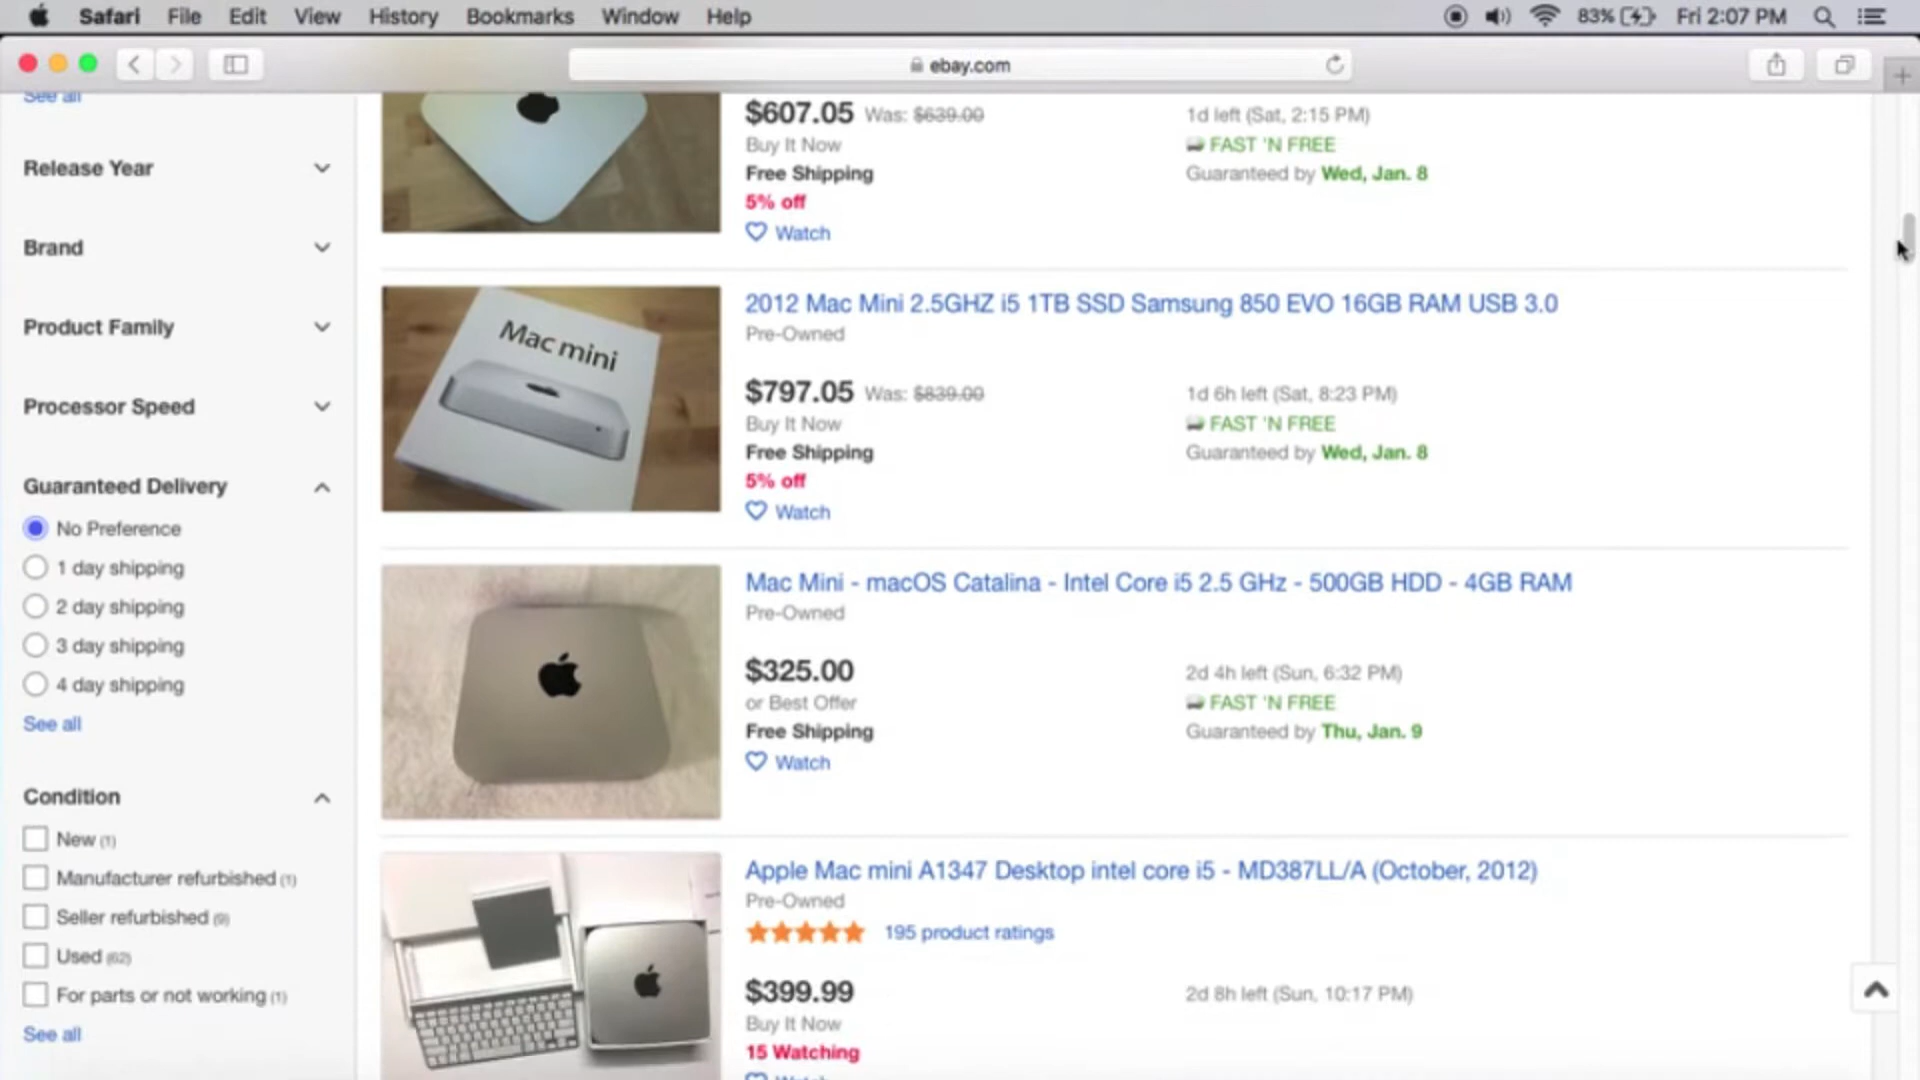 Safari File Edit View History Bookmarks Window Help 83% Fri 2:07 PM
ebay.com
See all
Release Year
Brand
Product Family
Processor Speed
Guaranteed Delivery
No Preference
1 day shipping
2 day shipping
3 day shipping
4 day shipping
See all
Condition
New (1)
Manufacturer refurbished (1)
Seller refurbished (9)
Used (62)
For parts or not working (1)
See all
$607.05 Was: $639.00
Buy It Now
Free Shipping
5% off
Watch
1d left (Sat, 2:15 PM)
FAST 'N FREE
Guaranteed by Wed, Jan. 8
Mac mini
2012 Mac Mini 2.5GHZ i5 1TB SSD Samsung 850 EVO 16GB RAM USB 3.0
Pre-Owned
$797.05 Was: $839.00
Buy It Now
Free Shipping
5% off
Watch
1d 6h left (Sat, 8:23 PM)
FAST 'N FREE
Guaranteed by Wed, Jan. 8
Mac Mini - macOS Catalina - Intel Core i5 2.5 GHz - 500GB HDD - 4GB RAM
Pre-Owned
$325.00
or Best Offer
Free Shipping
Watch
2d 4h left (Sun, 6:32 PM)
FAST 'N FREE
Guaranteed by Thu, Jan. 9
Apple Mac mini A1347 Desktop intel core i5 - MD387LL/A (October, 2012)
Pre-Owned
195 product ratings
$399.99
Buy It Now
15 Watching
Watch
2d 8h left (Sun, 10:17 PM)